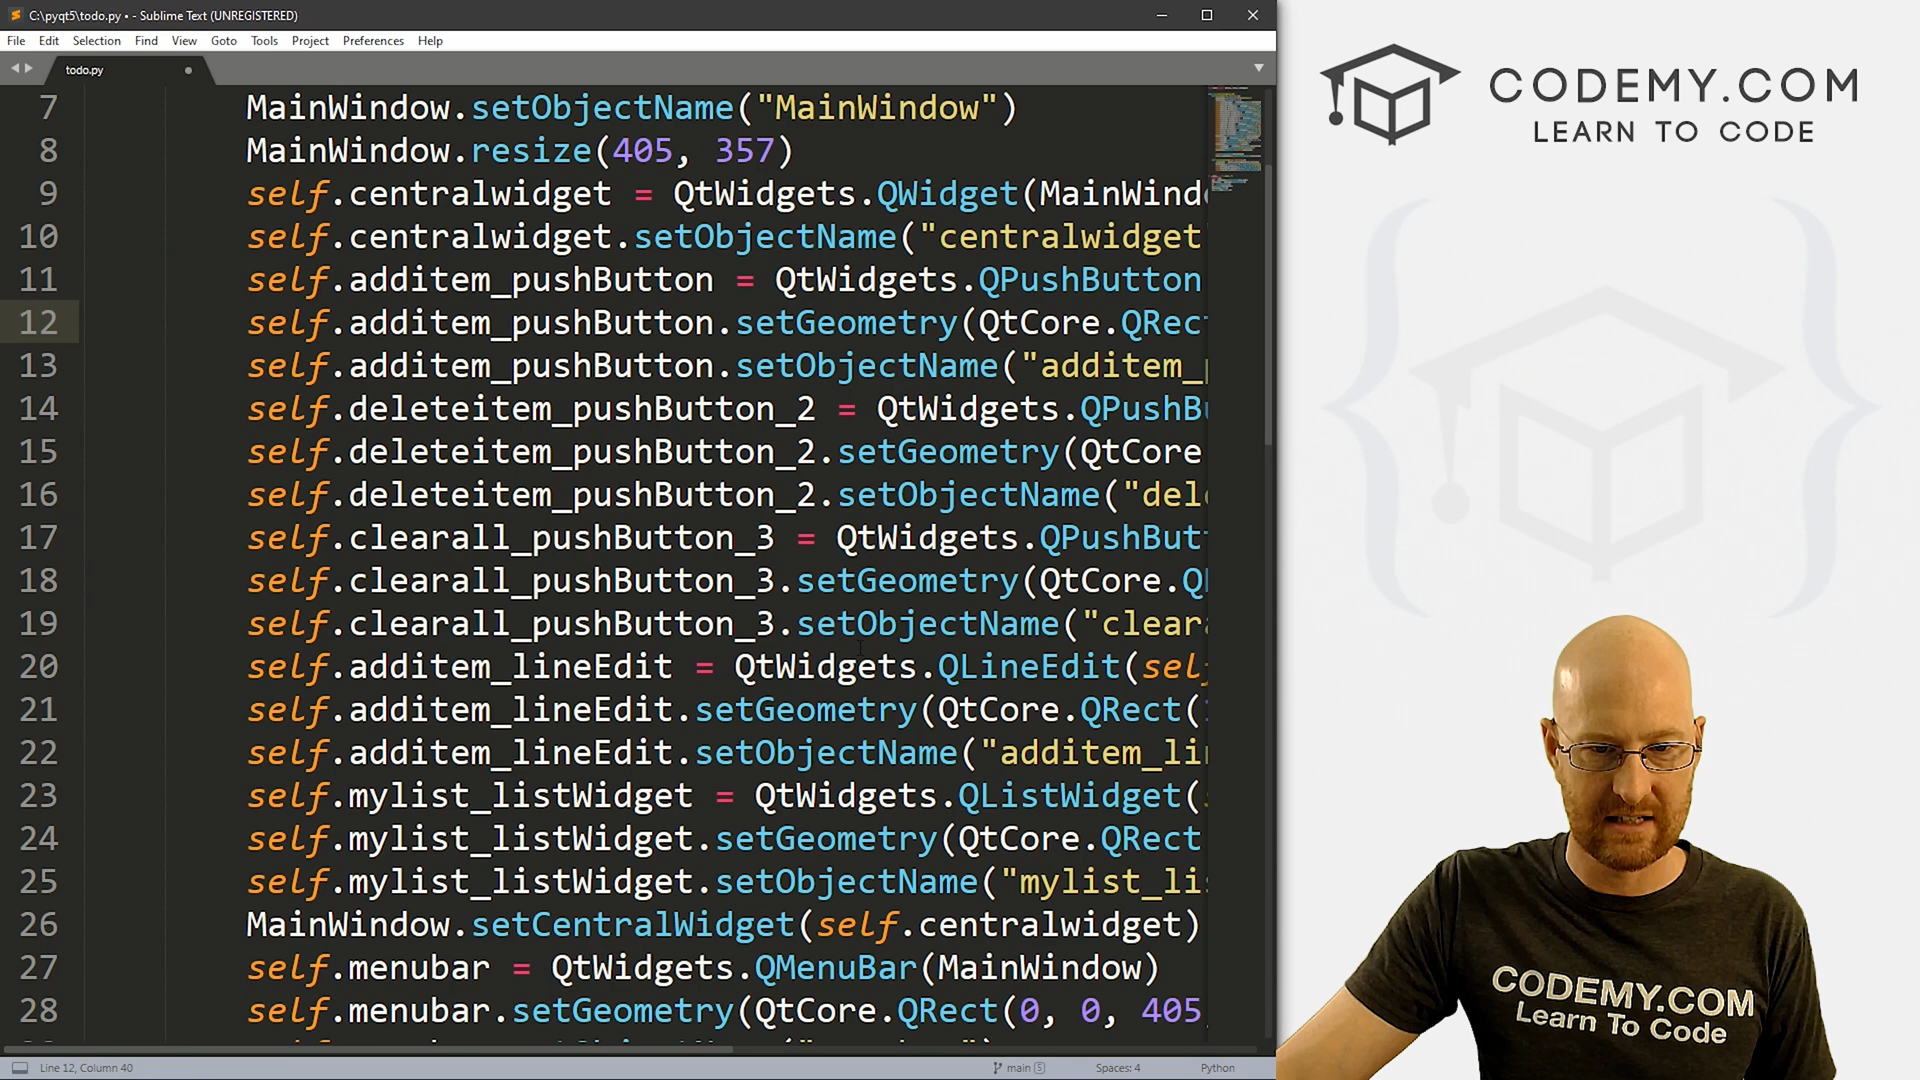 C:\pyqt5\todo.py • - Sublime Text (UNREGISTERED)
File Edit Selection Find View Goto Tools Project Preferences Help
todo.py
7 MainWindow.setObjectName("MainWindow")
8 MainWindow.resize(405, 357)
9 self.centralwidget = QtWidgets.QWidget(MainWind
10 self.centralwidget.setObjectName("centralwidget
11 self.additem_pushButton = QtWidgets.QPushButton
12 self.additem_pushButton.setGeometry(QtCore.QRec
13 self.additem_pushButton.setObjectName("additem_
14 self.deleteitem_pushButton_2 = QtWidgets.QPushB
15 self.deleteitem_pushButton_2.setGeometry(QtCore
16 self.deleteitem_pushButton_2.setObjectName("del
17 self.clearall_pushButton_3 = QtWidgets.QPushBut
18 self.clearall_pushButton_3.setGeometry(QtCore.Q
19 self.clearall_pushButton_3.setObjectName("clear
20 self.additem_lineEdit = QtWidgets.QLineEdit(sel
21 self.additem_lineEdit.setGeometry(QtCore.QRect(
22 self.additem_lineEdit.setObjectName("additem_li
23 self.mylist_listWidget = QtWidgets.QListWidget(
24 self.mylist_listWidget.setGeometry(QtCore.QRect
25 self.mylist_listWidget.setObjectName("mylist_li
26 MainWindow.setCentralWidget(self.centralwidget)
27 self.menubar = QtWidgets.QMenuBar(MainWindow)
28 self.menubar.setGeometry(QtCore.QRect(0, 0, 405
Line 12, Column 40
main
Spaces: 4
Python
CODEMY.COM
LEARN TO CODE
CODEMY.COM
Learn To Code